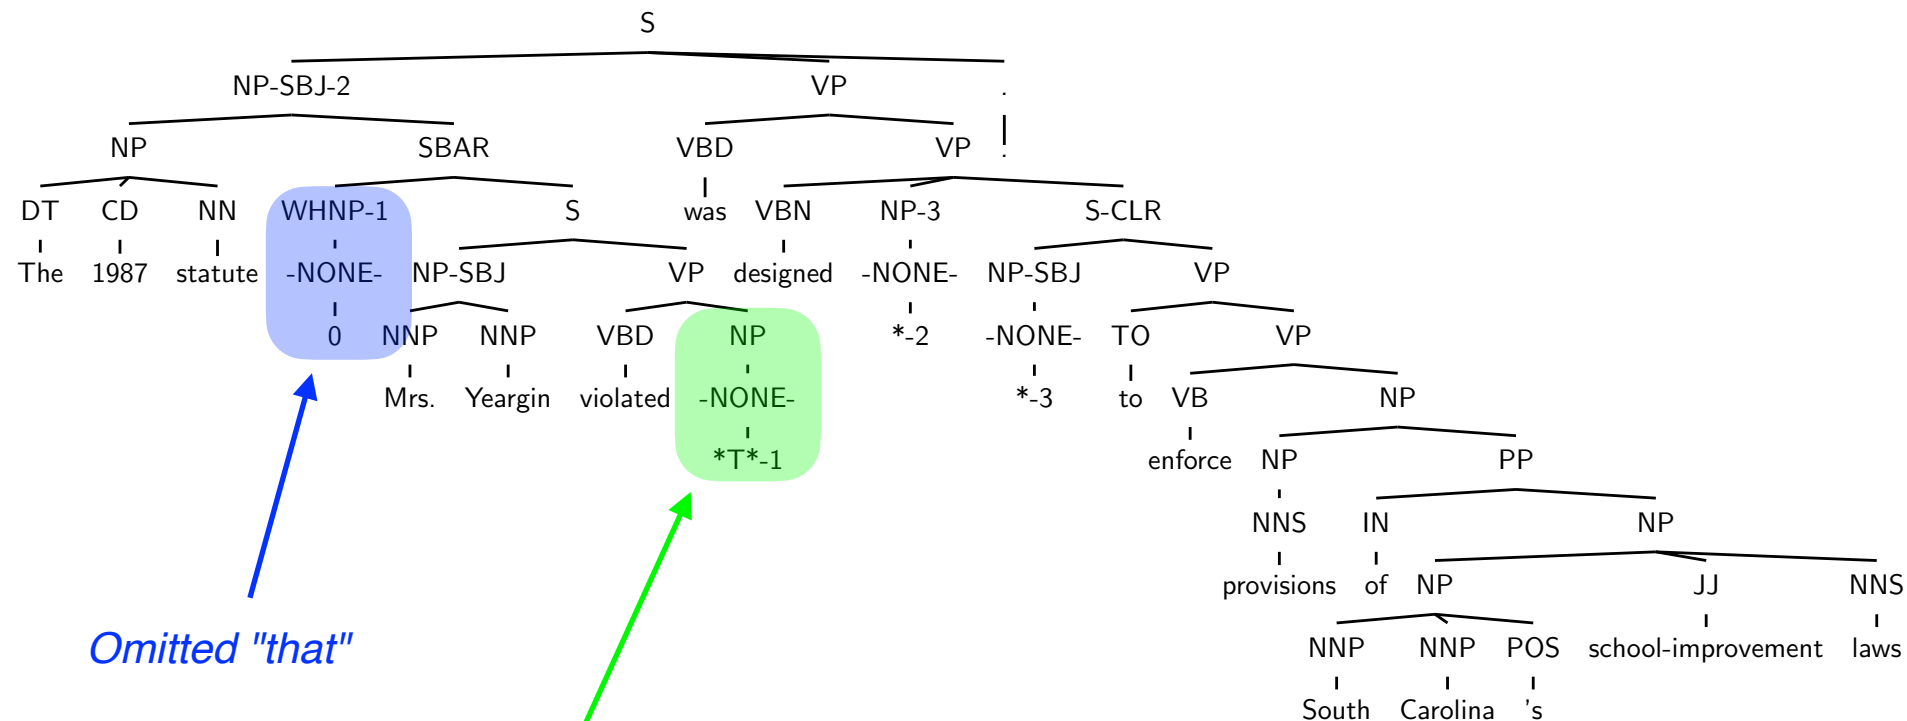 S
NP-SBJ-2 VP .
NP SBAR VBD VP .
DT CD NN WHNP-1 S was VBN NP-3 S-CLR
The 1987 statute -NONE- NP-SBJ VP designed -NONE- NP-SBJ VP
0 NNP NNP VBD NP *-2 -NONE- TO VP
Mrs. Yeargin violated -NONE- *-3 to VB NP
*T*-1 enforce NP PP
NNS IN NP
provisions of NP JJ NNS
Omitted "that" NNP NNP POS school-improvement laws
South Carolina 's